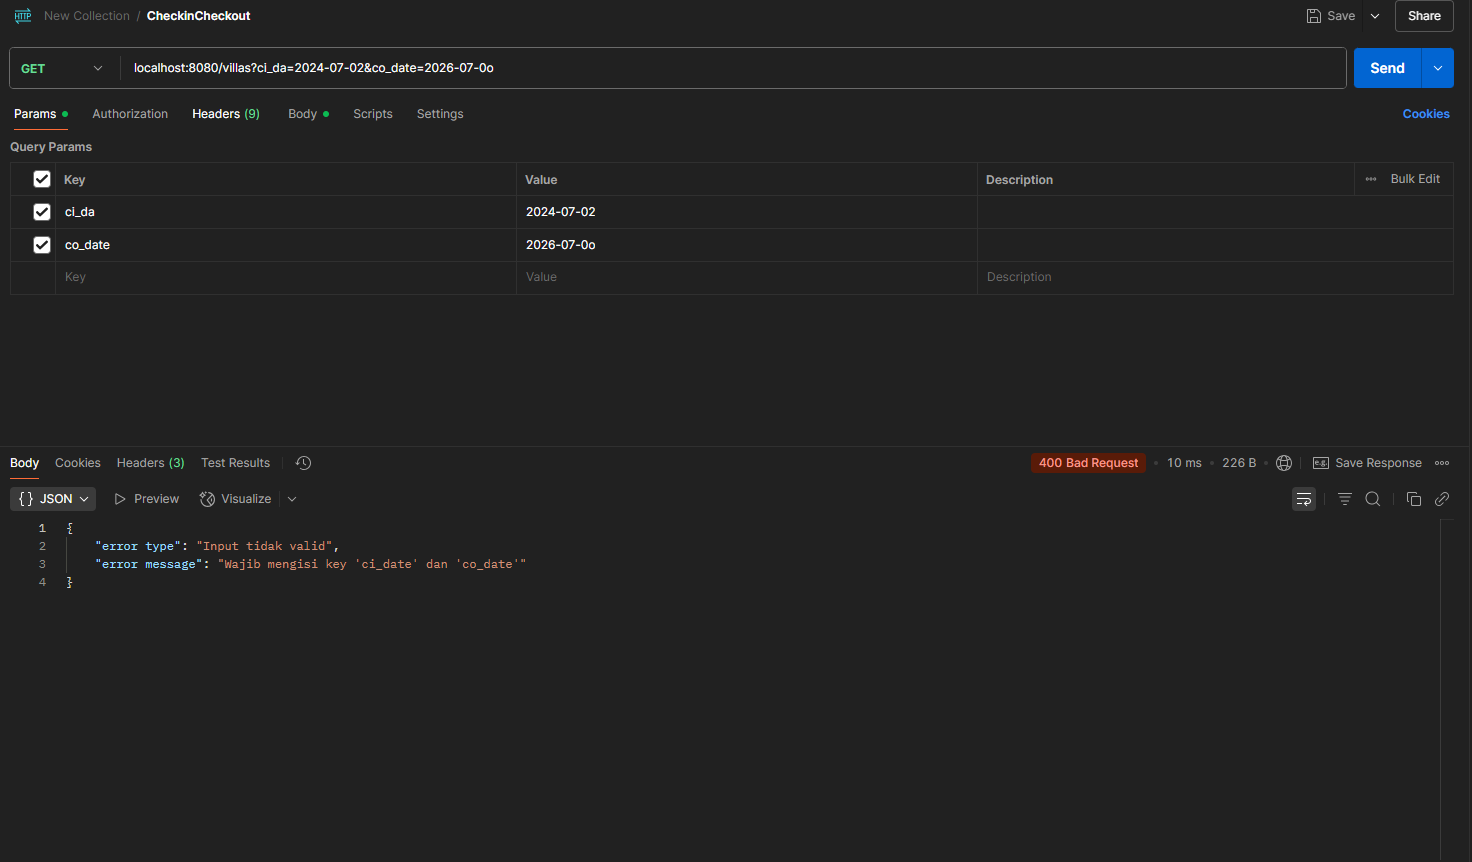 HTTP New Collection / CheckinCheckout Save Share
GET localhost:8080/villas?ci_da=2024-07-02&co_date=2026-07-0o Send
Params Authorization Headers (9) Body Scripts Settings Cookies
Query Params
Key Value Description Bulk Edit
ci_da 2024-07-02
co_date 2026-07-0o
Key Value Description
Body Cookies Headers (3) Test Results 400 Bad Request 10 ms 226 B e.g. Save Response
{ } JSON Preview Visualize
1 {
2 "error type": "Input tidak valid",
3 "error message": "Wajib mengisi key 'ci_date' dan 'co_date'"
4 }